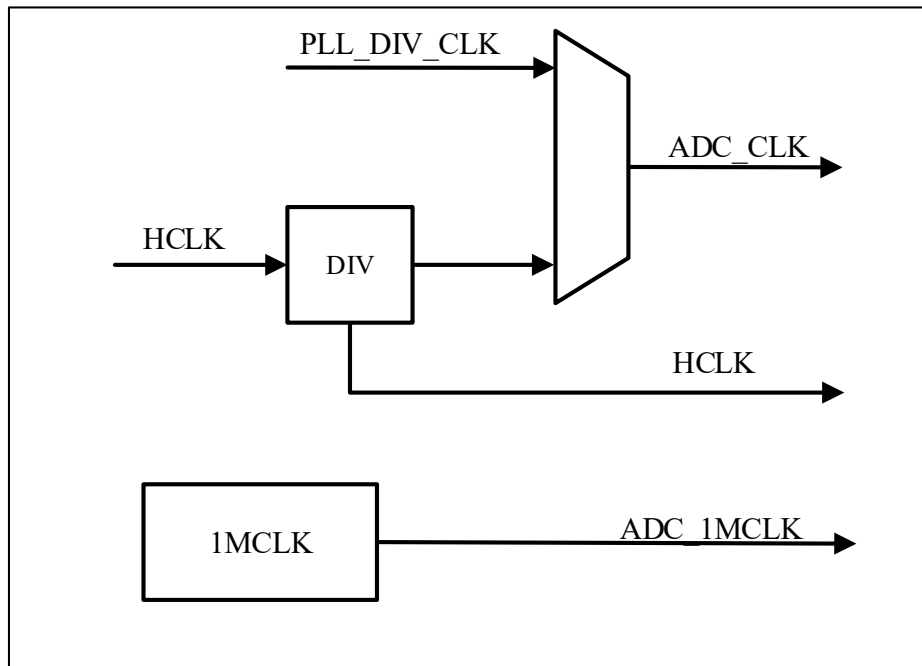 PLL_DIV_CLK
ADC_CLK
HCLK
DIV
HCLK
1MCLK
ADC_1MCLK